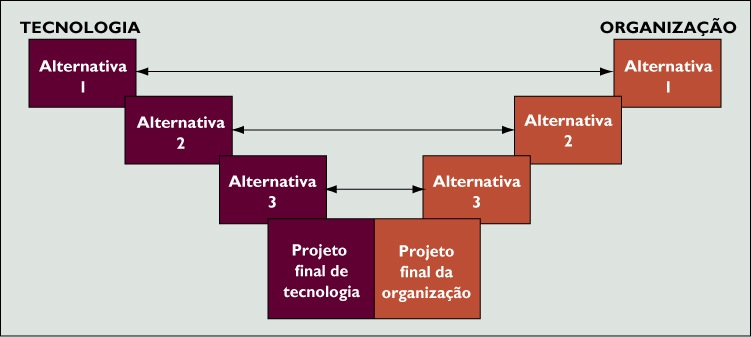 TECNOLOGIA
ORGANIZAÇÃO
Alternativa
1
Alternativa
1
Alternativa
2
Alternativa
2
Alternativa
3
Alternativa
3
Projeto
final de
tecnologia
Projeto
final da
organização